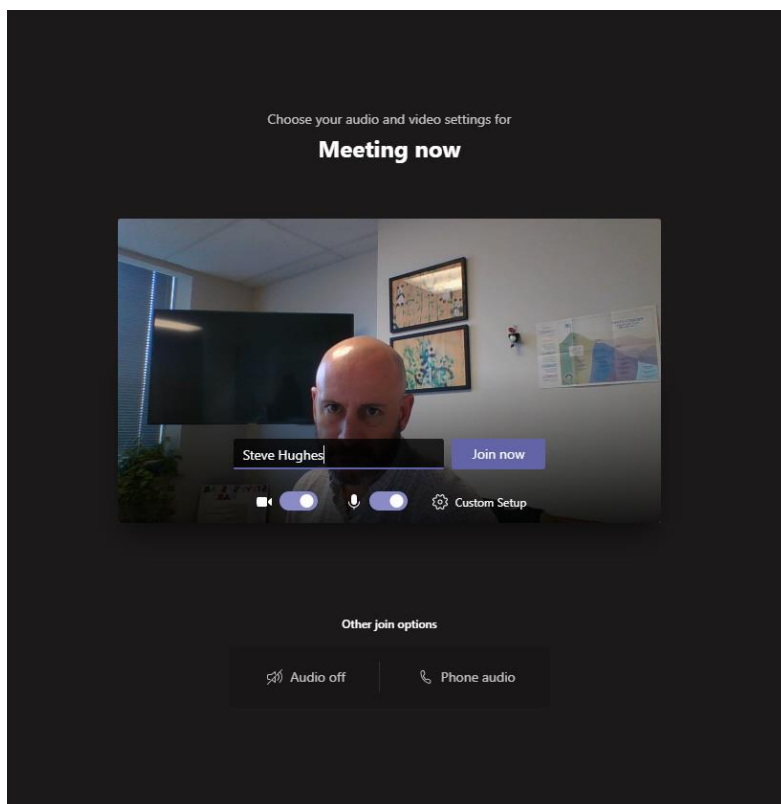 Choose your audio and video settings for
Meeting now
Steve Hughes
Join now
Custom Setup
Other join options
Audio off
Phone audio